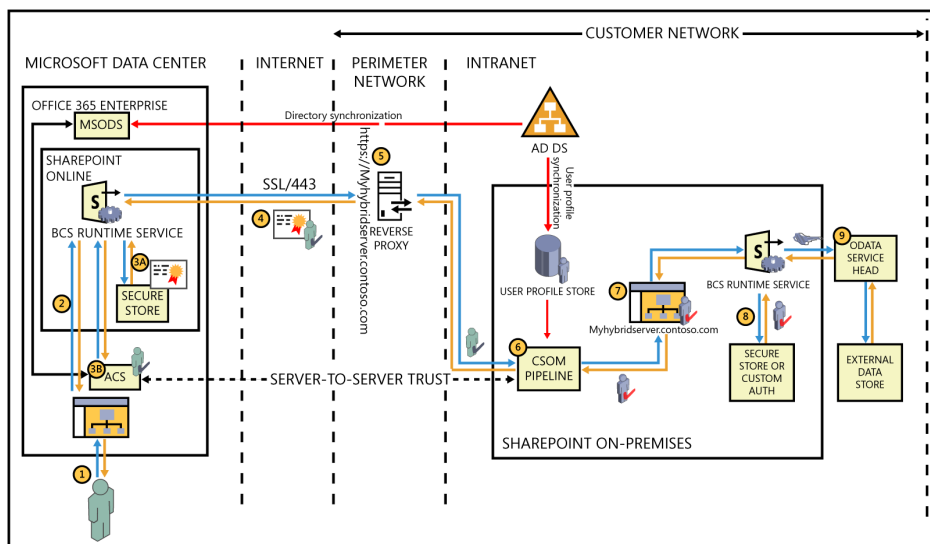 CUSTOMER NETWORK
MICROSOFT DATA CENTER
INTERNET
PERIMETER
NETWORK
INTRANET
OFFICE 365 ENTERPRISE
MSODS
Directory synchronization
AD DS
SHAREPOINT
ONLINE
S
BCS RUNTIME SERVICE
2
3A
SECURE
STORE
3B
ACS
1
SSL/443
4
https://Myhybridserver.contoso.com
5
REVERSE
PROXY
User profile
synchronization
USER PROFILE STORE
6
CSOM
PIPELINE
SERVER-TO-SERVER TRUST
7
Myhybridserver.contoso.com
S
BCS RUNTIME SERVICE
8
SECURE
STORE OR
CUSTOM
AUTH
9
ODATA
SERVICE
HEAD
EXTERNAL
DATA
STORE
SHAREPOINT ON-PREMISES